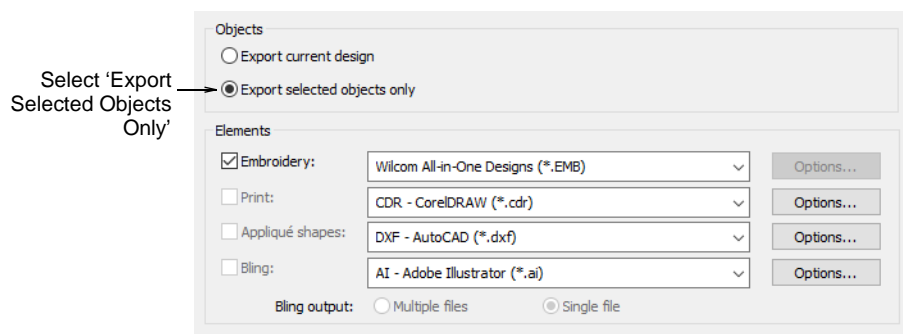 Objects
Export current design
Select ‘Export
Selected Objects
Only’
Export selected objects only
Elements
Embroidery: Wilcom All-in-One Designs (*.EMB) Options...
Print: CDR - CorelDRAW (*.cdr) Options...
Appliqué shapes: DXF - AutoCAD (*.dxf) Options...
Bling: AI - Adobe Illustrator (*.ai) Options...
Bling output: Multiple files Single file